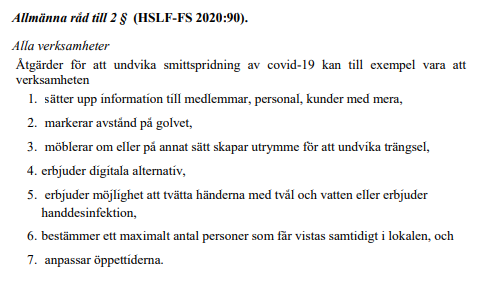 Allmänna råd till 2 § (HSLF-FS 2020:90).
Alla verksamheter
Åtgärder för att undvika smittspridning av covid-19 kan till exempel vara att
verksamheten
1. sätter upp information till medlemmar, personal, kunder med mera,
2. markerar avstånd på golvet,
3. möblerar om eller på annat sätt skapar utrymme för att undvika trängsel,
4. erbjuder digitala alternativ,
5. erbjuder möjlighet att tvätta händerna med tvål och vatten eller erbjuder
handdesinfektion,
6. bestämmer ett maximalt antal personer som får vistas samtidigt i lokalen, och
7. anpassar öppettiderna.